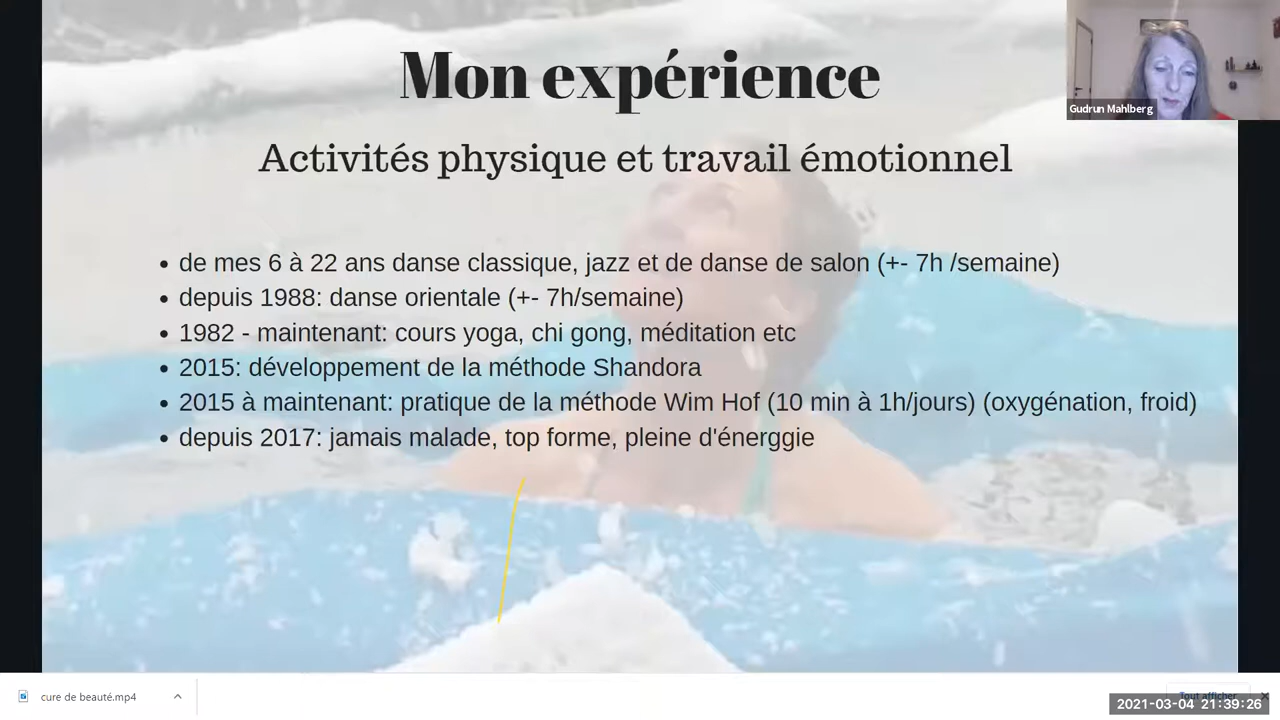 Mon expérience
Gudrun Mahlberg
Activités physique et travail émotionnel
• de mes 6 à 22 ans danse classique, jazz et de danse de salon (+- 7h /semaine)
• depuis 1988: danse orientale (+- 7h/semaine)
• 1982 - maintenant: cours yoga, chi gong, méditation etc
• 2015: développement de la méthode Shandora
• 2015 à maintenant: pratique de la méthode Wim Hof (10 min à 1h/jours) (oxygénation, froid)
• depuis 2017: jamais malade, top forme, pleine d'énerggie
cure de beauté.mp4
Tout afficher
2021-03-04 21:39:26